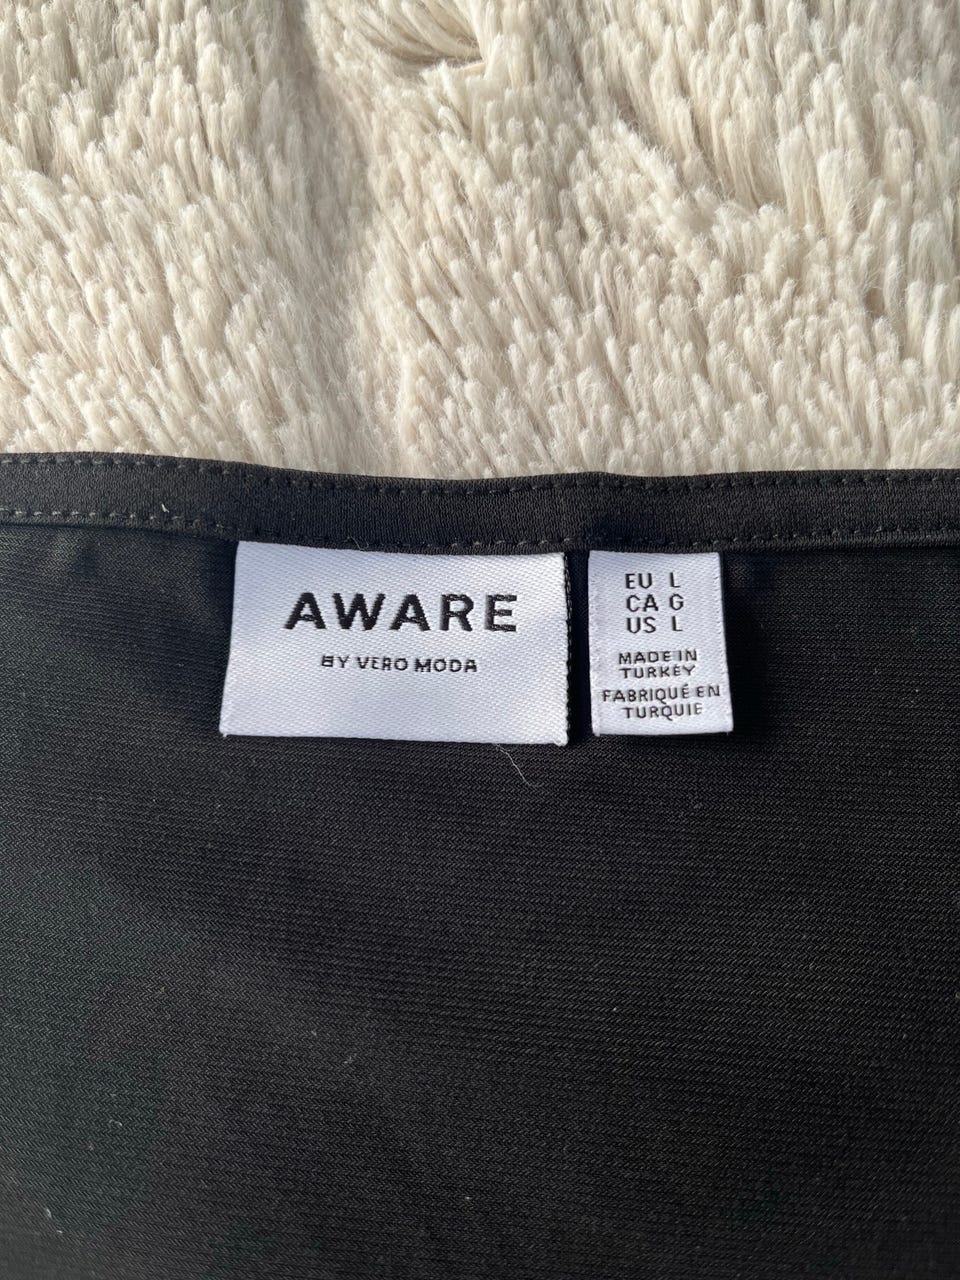 AWARE
BY VERO MODA
EU L
CA G
US L
MADE IN
TURKEY
FABRIQUÉ EN
TURQUIE